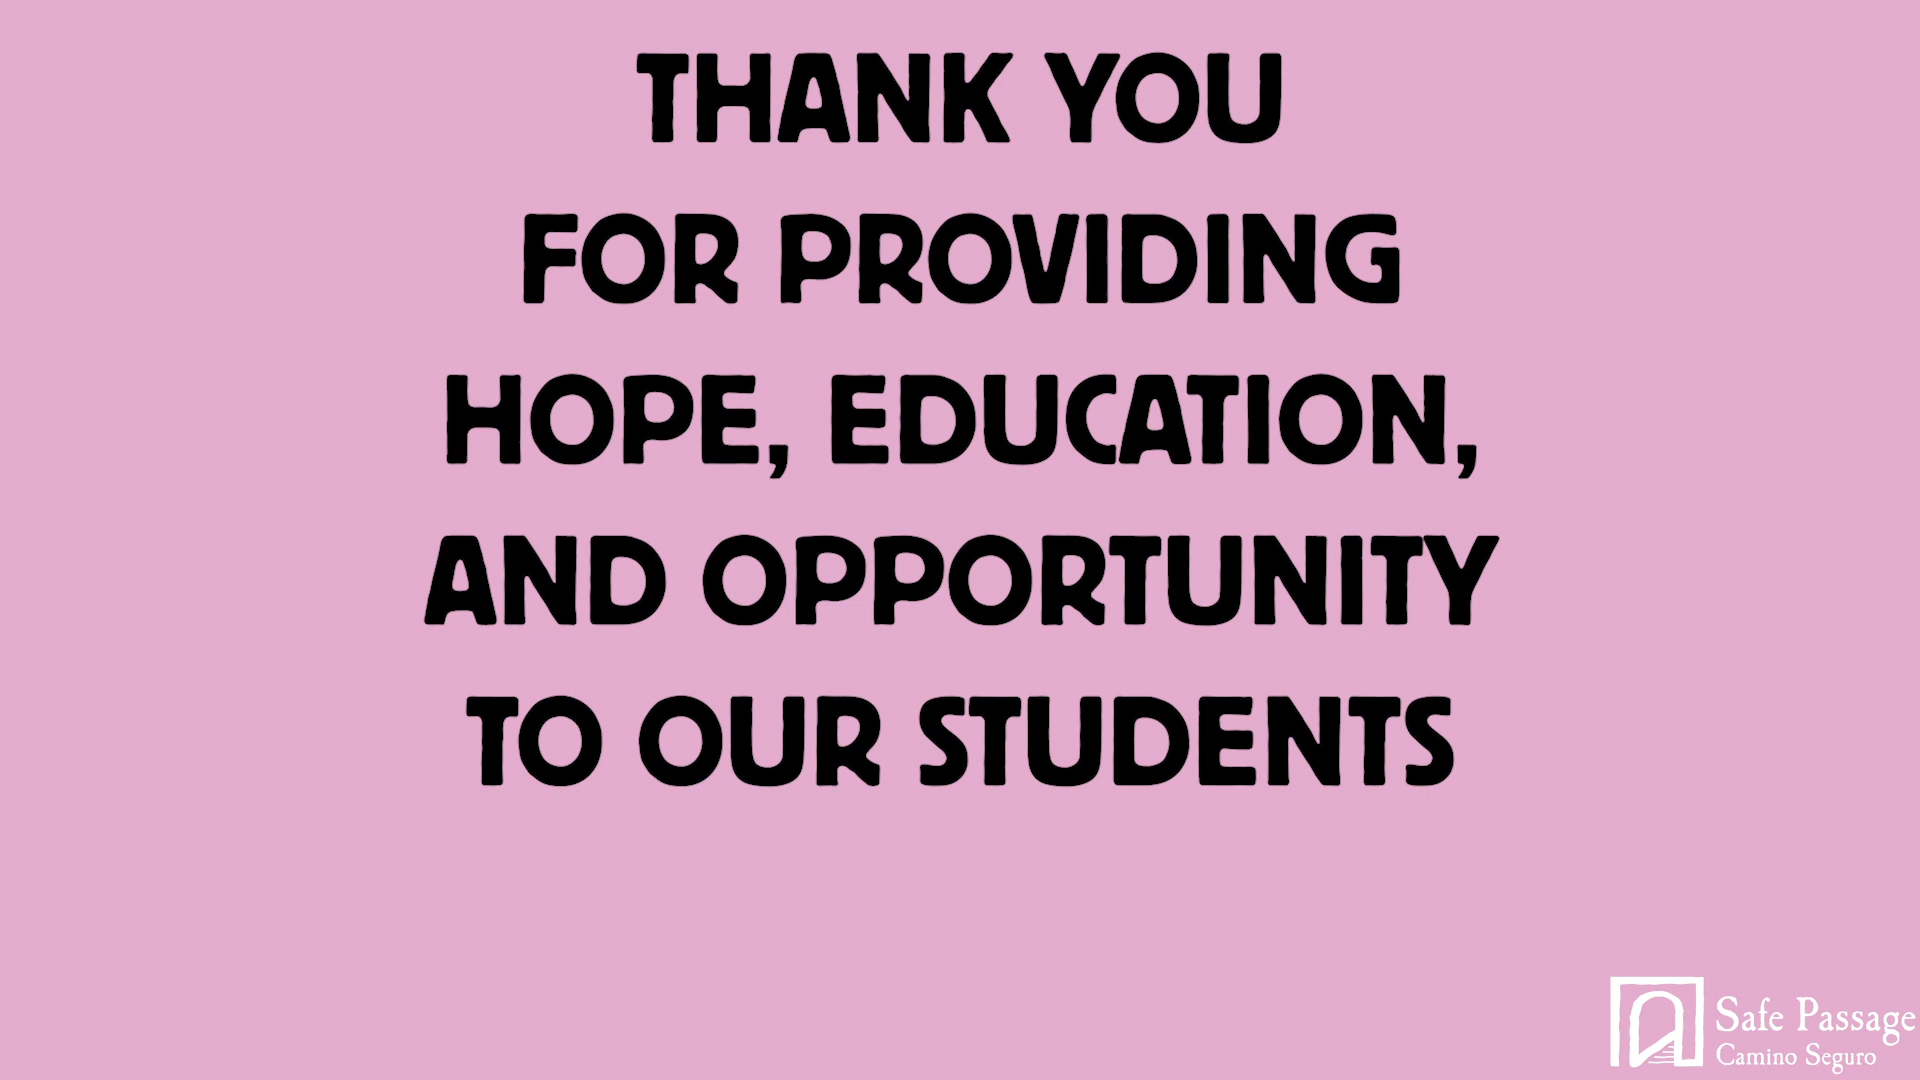 THANK YOU
FOR PROVIDING
HOPE, EDUCATION,
AND OPPORTUNITY
TO OUR STUDENTS
Safe Passage
Camino Seguro